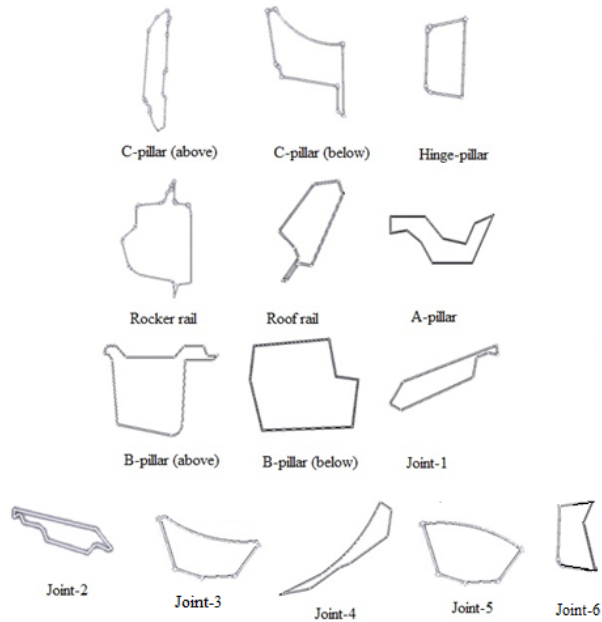 C-pillar (above)
C-pillar (below)
Hinge-pillar
Rocker rail
Roof rail
A-pillar
B-pillar (above)
B-pillar (below)
Joint-1
Joint-2
Joint-3
Joint-4
Joint-5
Joint-6